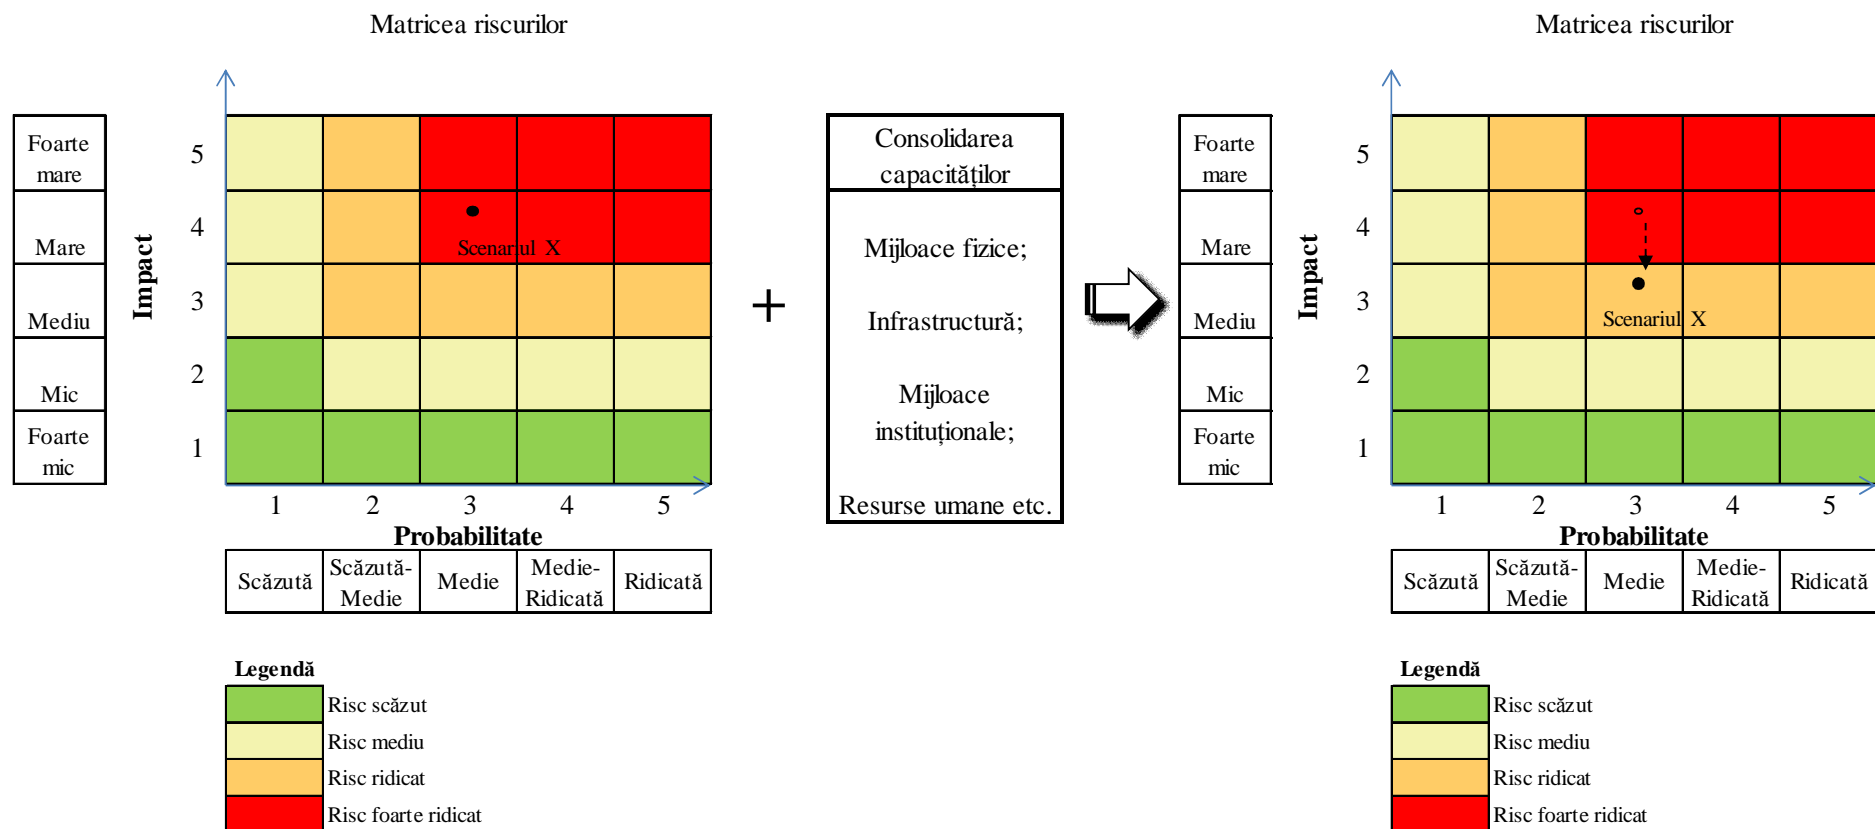 Matricea riscurilor
Foarte
mare
Mare
Mediu
Mic
Foarte
mic
Impact
5
4
3
2
1
Scenariul X
1 2 3 4 5
Probabilitate
Scăzută
Scăzută-
Medie
Medie
Medie-
Ridicată
Ridicată
Legendă
Risc scăzut
Risc mediu
Risc ridicat
Risc foarte ridicat
+
Consolidarea
capacităților
Mijloace fizice;
Infrastructură;
Mijloace
instituționale;
Resurse umane etc.
Matricea riscurilor
Foarte
mare
Mare
Mediu
Mic
Foarte
mic
Impact
5
4
3
2
1
Scenariul X
1 2 3 4 5
Probabilitate
Scăzută
Scăzută-
Medie
Medie
Medie-
Ridicată
Ridicată
Legendă
Risc scăzut
Risc mediu
Risc ridicat
Risc foarte ridicat